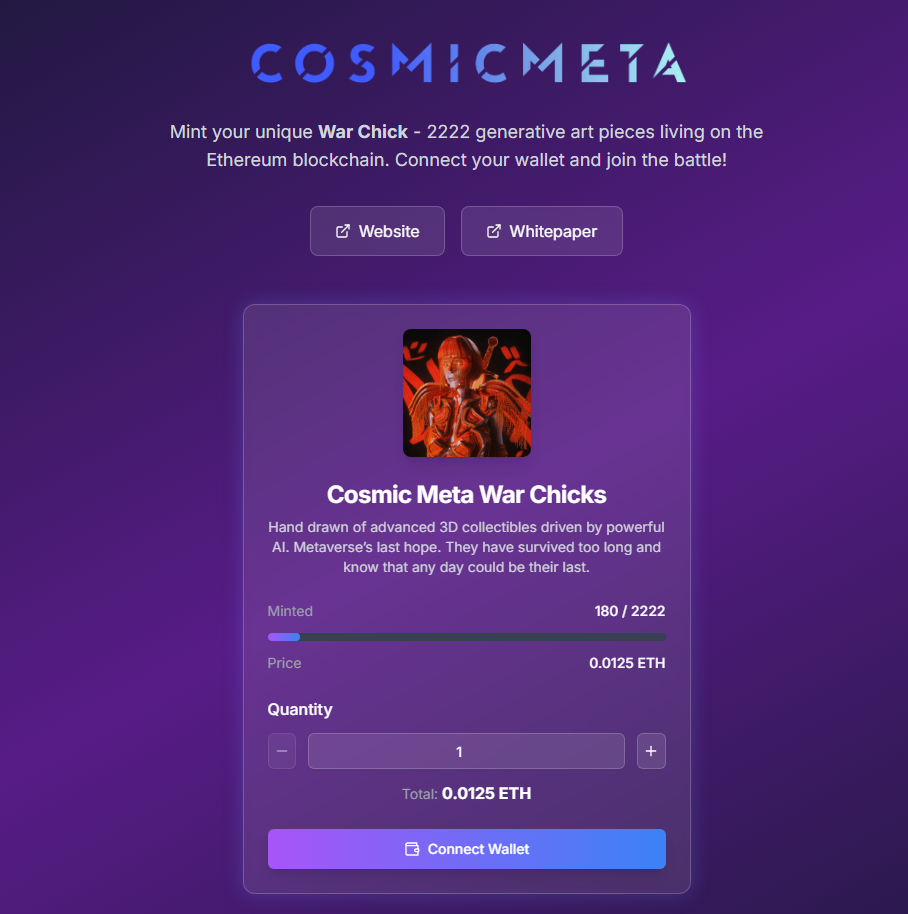 COSMICMETA
Mint your unique War Chick - 2222 generative art pieces living on the
Ethereum blockchain. Connect your wallet and join the battle!
Website
Whitepaper
Cosmic Meta War Chicks
Hand drawn of advanced 3D collectibles driven by powerful
AI. Metaverse’s last hope. They have survived too long and
know that any day could be their last.
Minted 180 / 2222
Price 0.0125 ETH
Quantity
− 1 +
Total: 0.0125 ETH
Connect Wallet